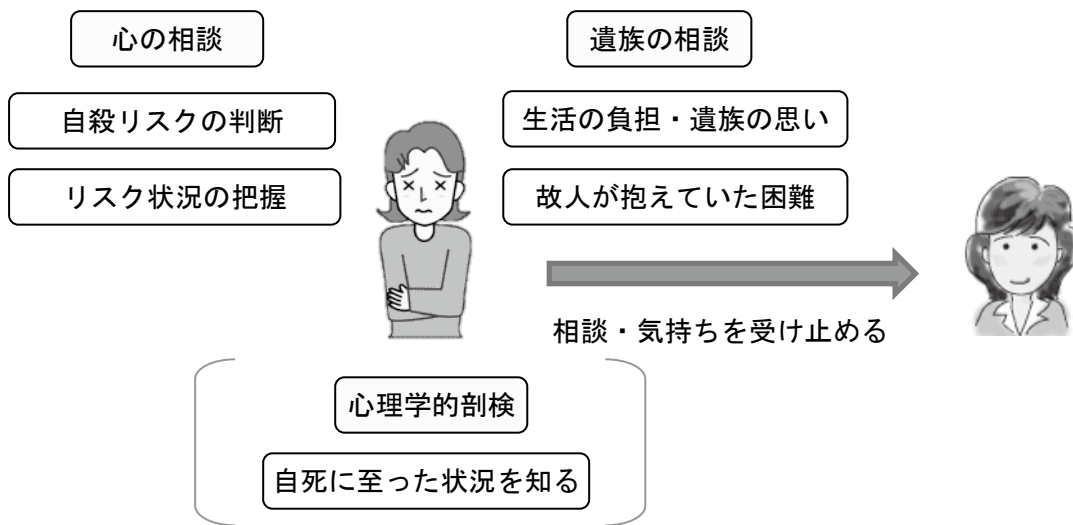 心の相談
遺族の相談
自殺リスクの判断
生活の負担・遺族の思い
リスク状況の把握
故人が抱えていた困難
相談・気持ちを受け止める
心理学的剖検
自死に至った状況を知る